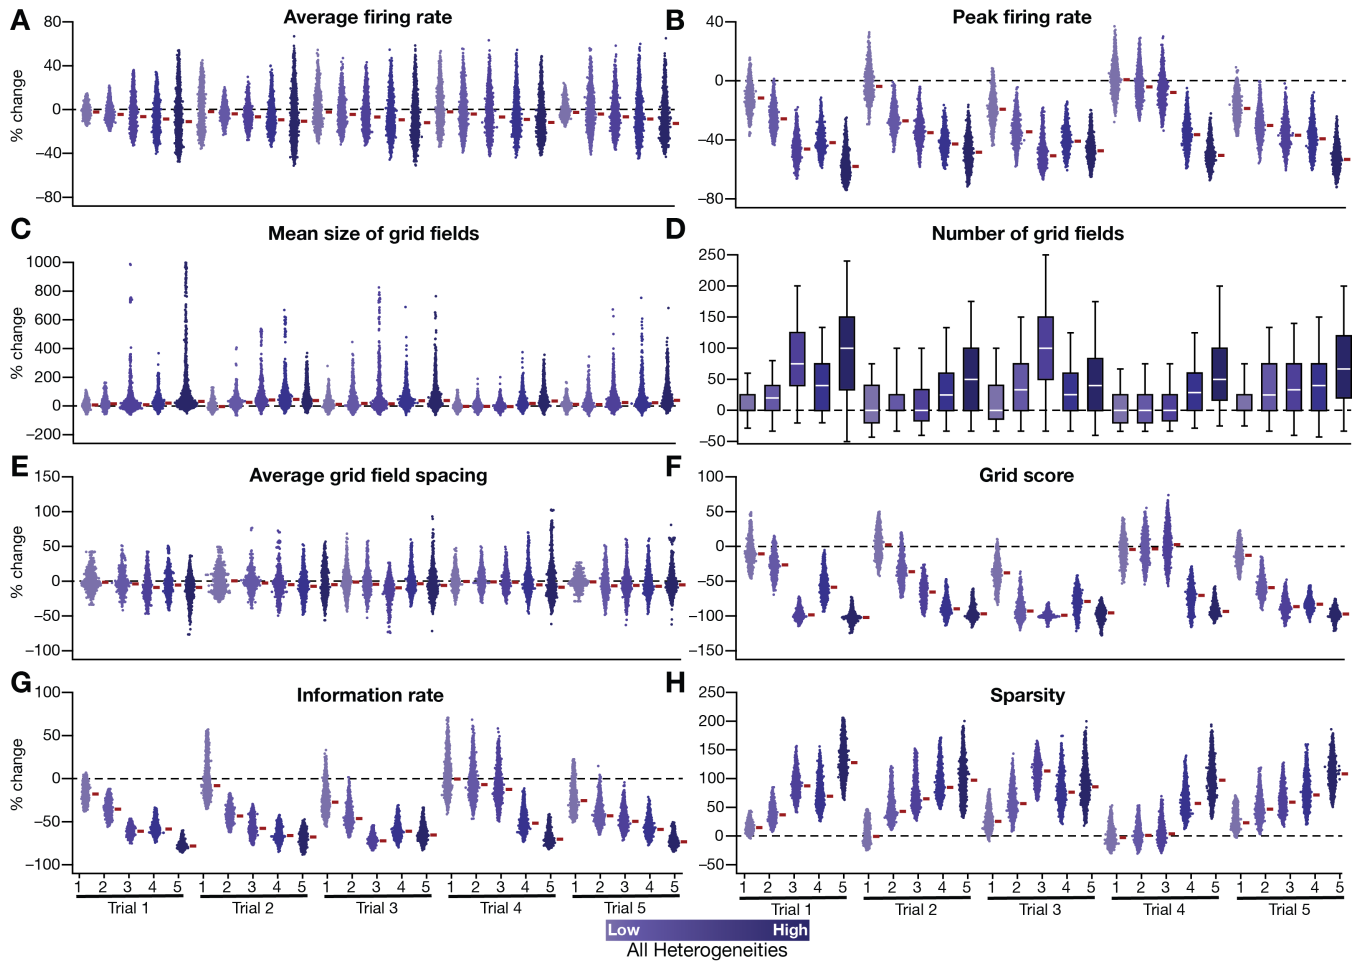 A
Average firing rate
80
40
0
−40
−80
% change
B
Peak firing rate
40
0
−40
−80
C
Mean size of grid fields
1000
800
600
400
200
0
−200
% change
D
Number of grid fields
250
200
150
100
50
0
−50
E
Average grid field spacing
150
100
50
0
−50
−100
% change
F
Grid score
100
50
0
−50
−100
−150
G
Information rate
100
50
0
−50
−100
% change
1 2 3 4 5 1 2 3 4 5 1 2 3 4 5 1 2 3 4 5 1 2 3 4 5
Trial 1 Trial 2 Trial 3 Trial 4 Trial 5
H
Sparsity
250
200
150
100
50
0
−50
1 2 3 4 5 1 2 3 4 5 1 2 3 4 5 1 2 3 4 5 1 2 3 4 5
Trial 1 Trial 2 Trial 3 Trial 4 Trial 5
Low High
All Heterogeneities